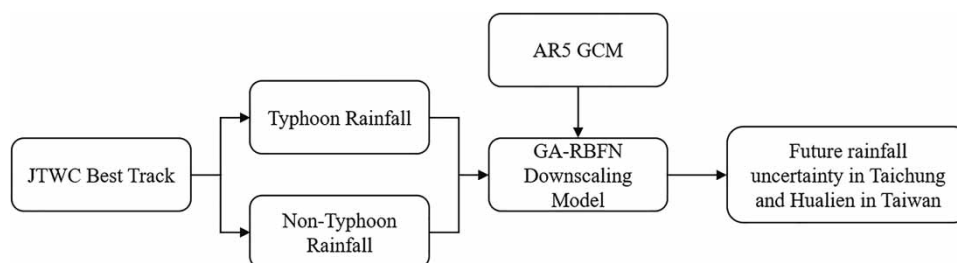 AR5 GCM
Typhoon Rainfall
JTWC Best Track
Non-Typhoon
Rainfall
GA-RBFN
Downscaling
Model
Future rainfall
uncertainty in Taichung
and Hualien in Taiwan